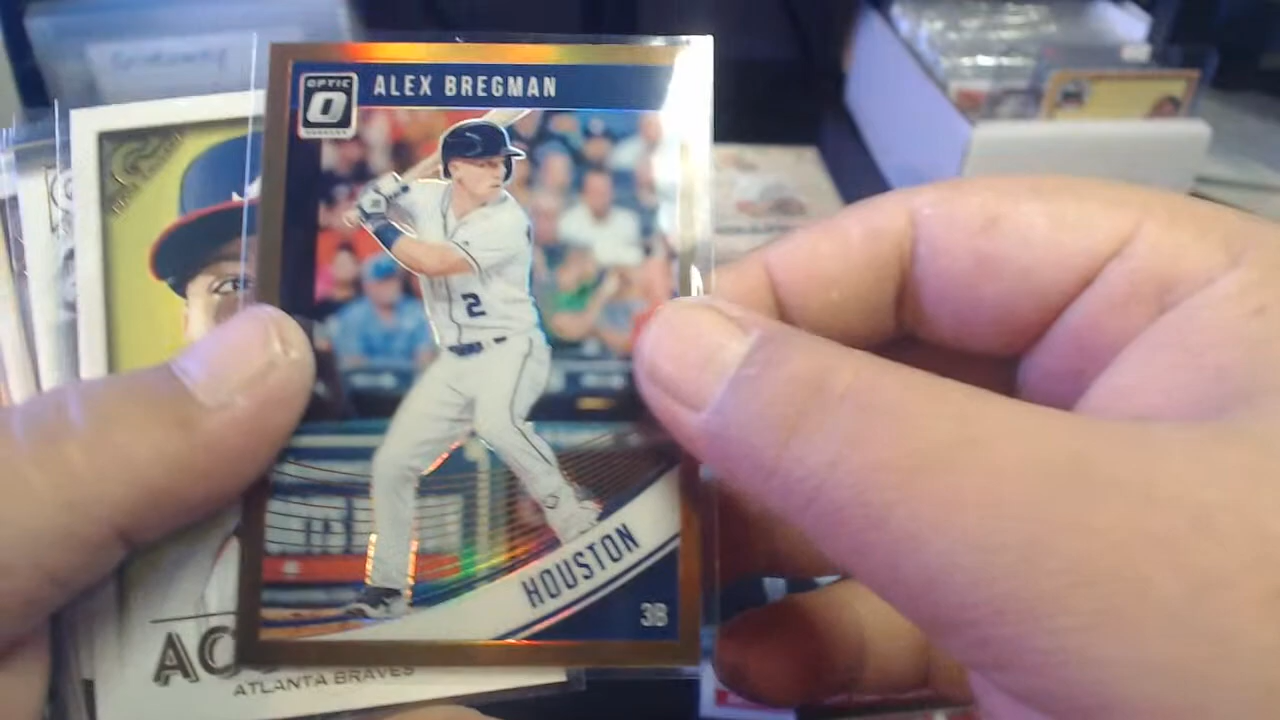 OPTIC
ALEX BREGMAN
2
HOUSTON
3B
AC
ATLANTA BRAVES